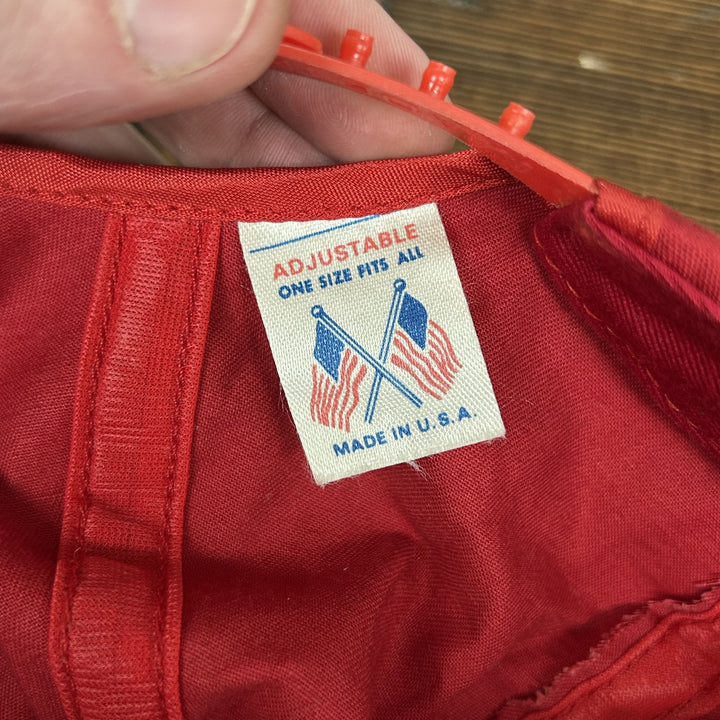 ADJUSTABLE
ONE SIZE FITS ALL
MADE IN U.S.A.